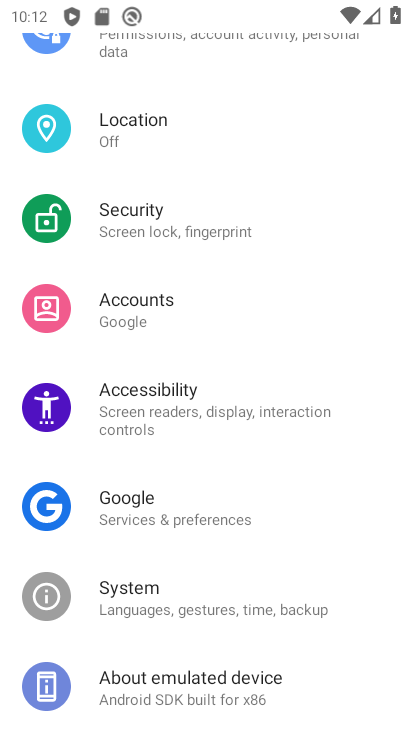 10:12
Permissions, account activity, personal
data
Location
Off
Security
Screen lock, fingerprint
Accounts
Google
Accessibility
Screen readers, display, interaction
controls
Google
Services & preferences
System
Languages, gestures, time, backup
About emulated device
Android SDK built for x86